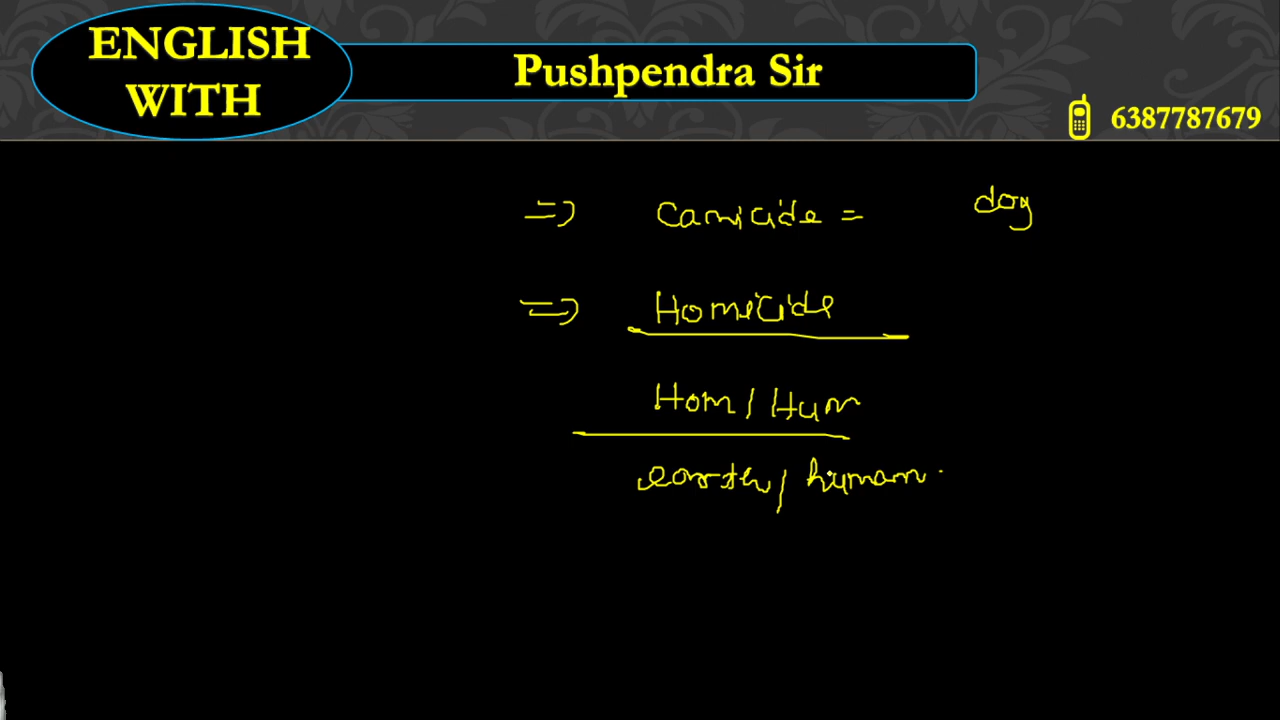 ENGLISH
WITH
Pushpendra Sir
6387787679
=> Canicide = dog
=> Homicide
Hom / Hum
earth / human.